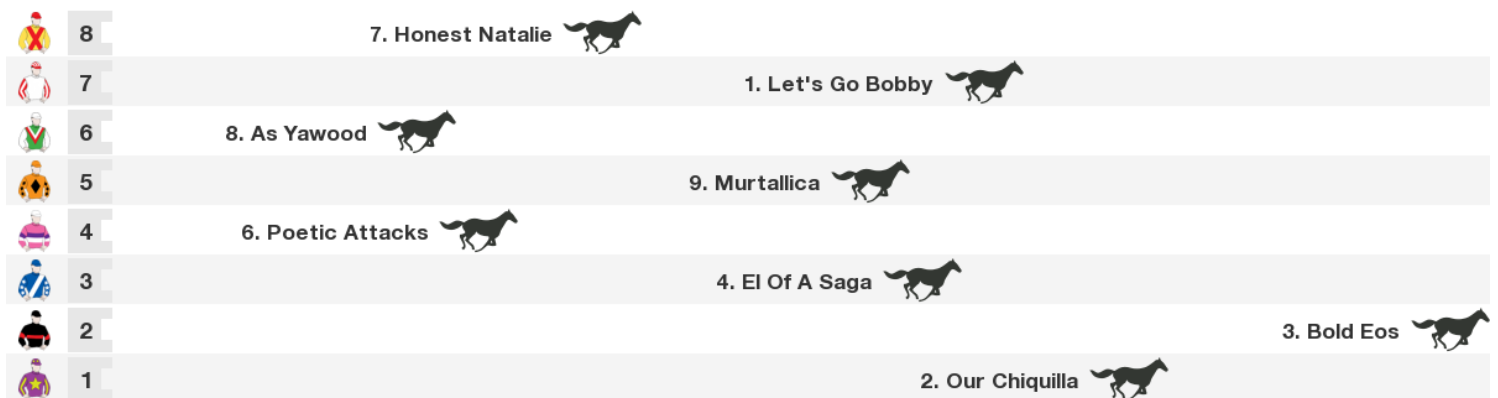 8 7. Honest Natalie
7 1. Let's Go Bobby
6 8. As Yawood
5 9. Murtallica
4 6. Poetic Attacks
3 4. El Of A Saga
2 3. Bold Eos
1 2. Our Chiquilla